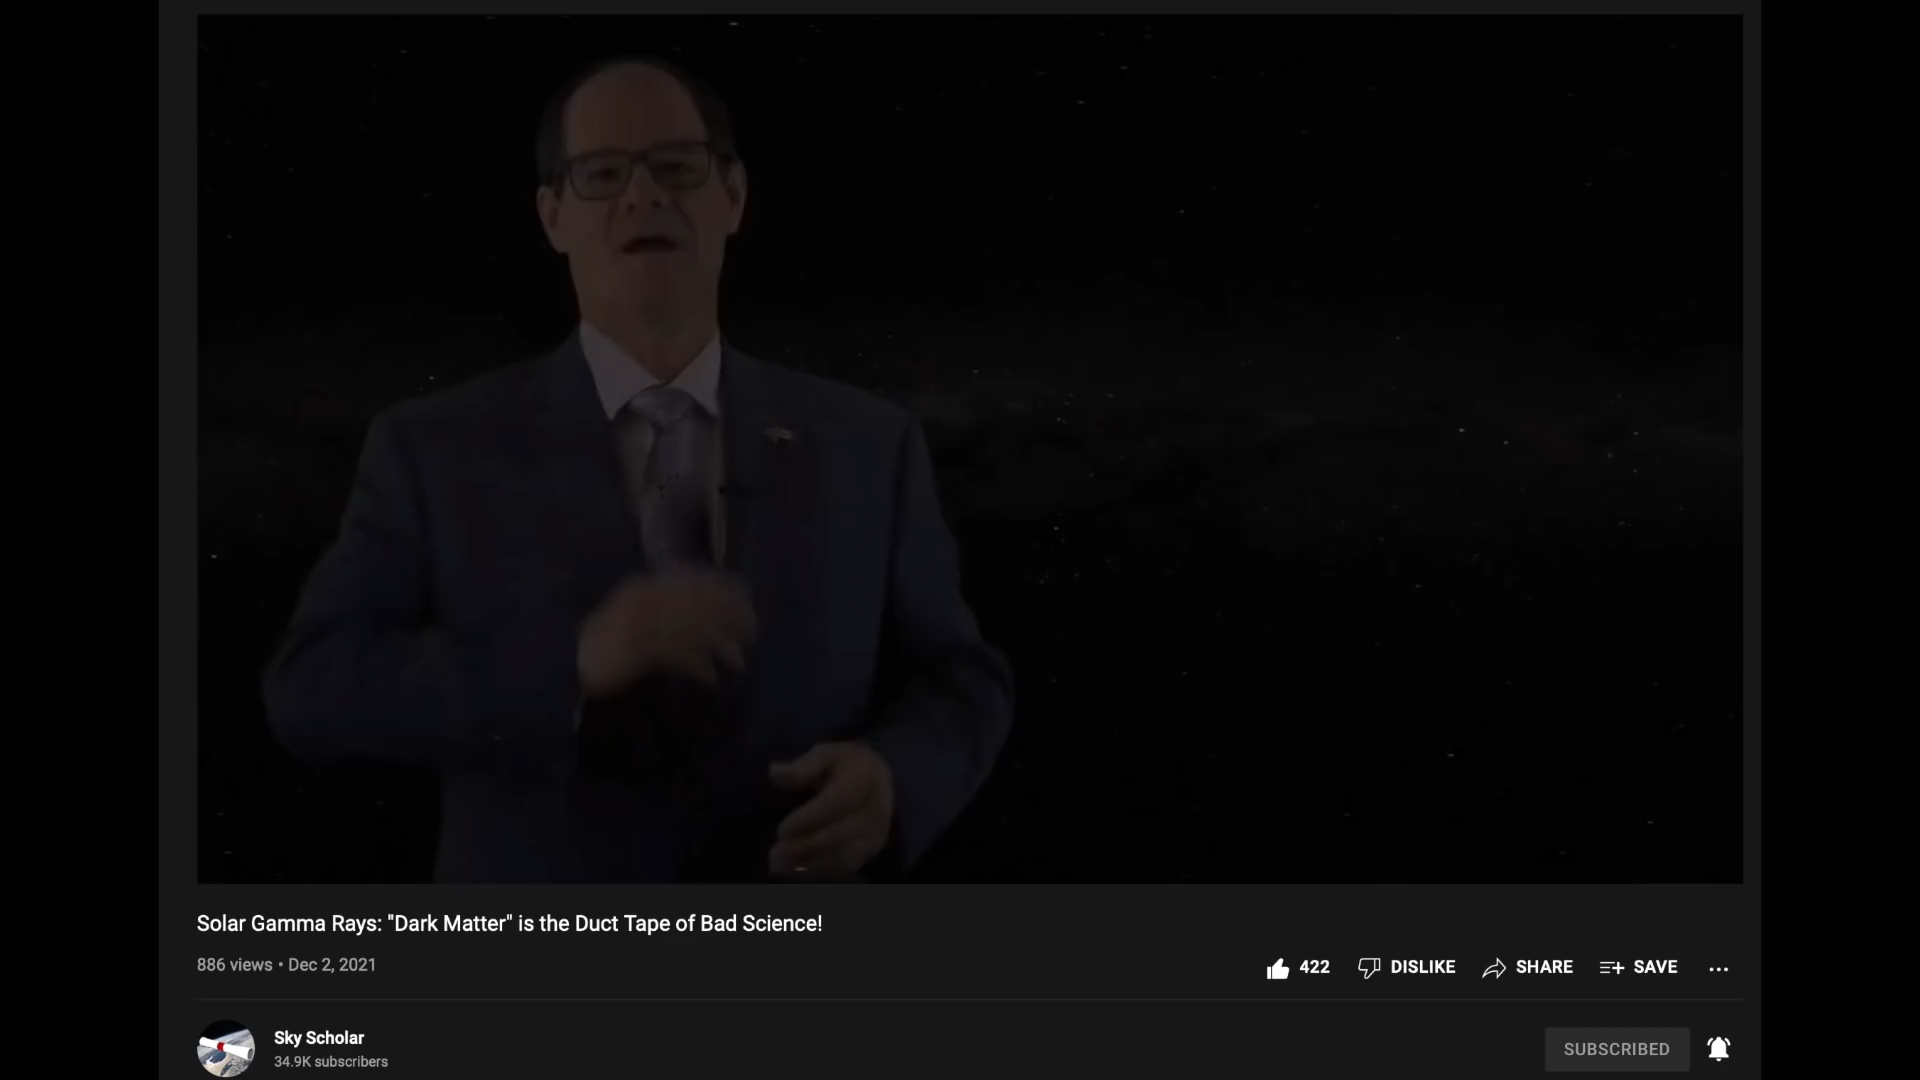 Solar Gamma Rays: "Dark Matter" is the Duct Tape of Bad Science!
886 views • Dec 2, 2021
422 DISLIKE SHARE SAVE
Sky Scholar
34.9K subscribers
SUBSCRIBED